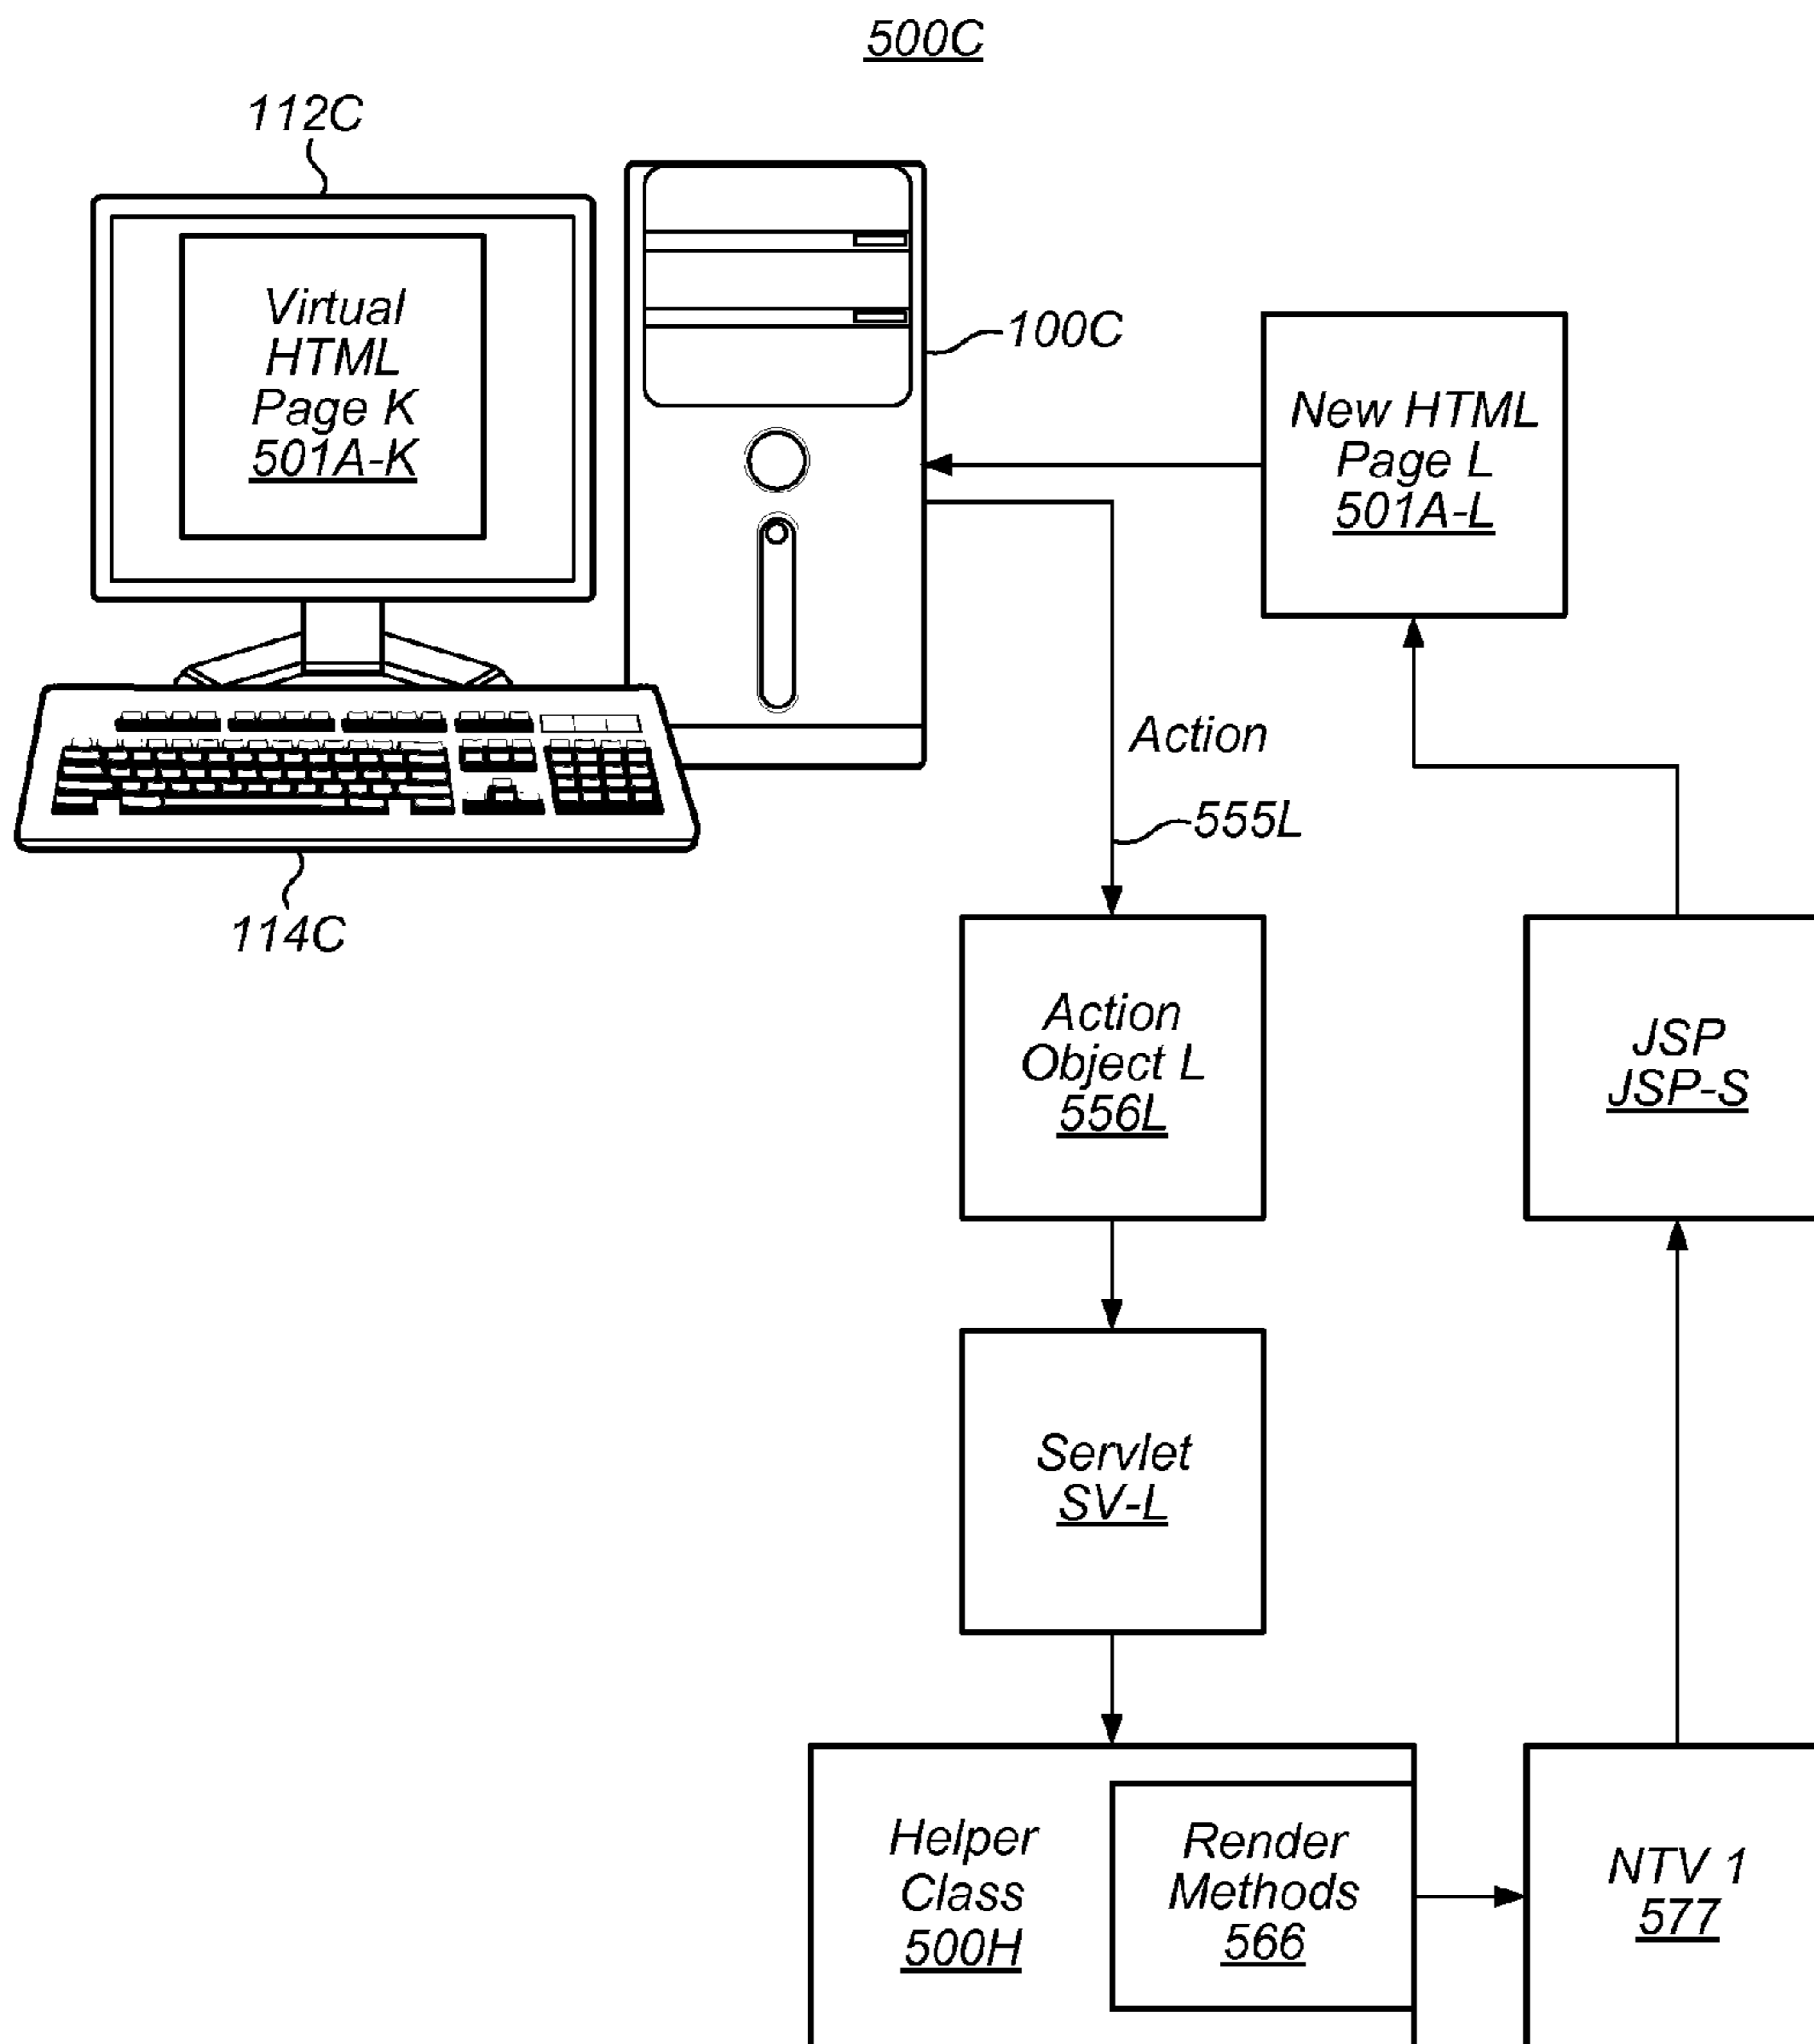 500C
112C
Virtual
HTML
Page K
501A-K
100C
New HTML
Page L
501A-L
Action
555L
114C
Action
Object L
556L
JSP
JSP-S
Servlet
SV-L
Helper
Class
500H
Render
Methods
566
NTV 1
577